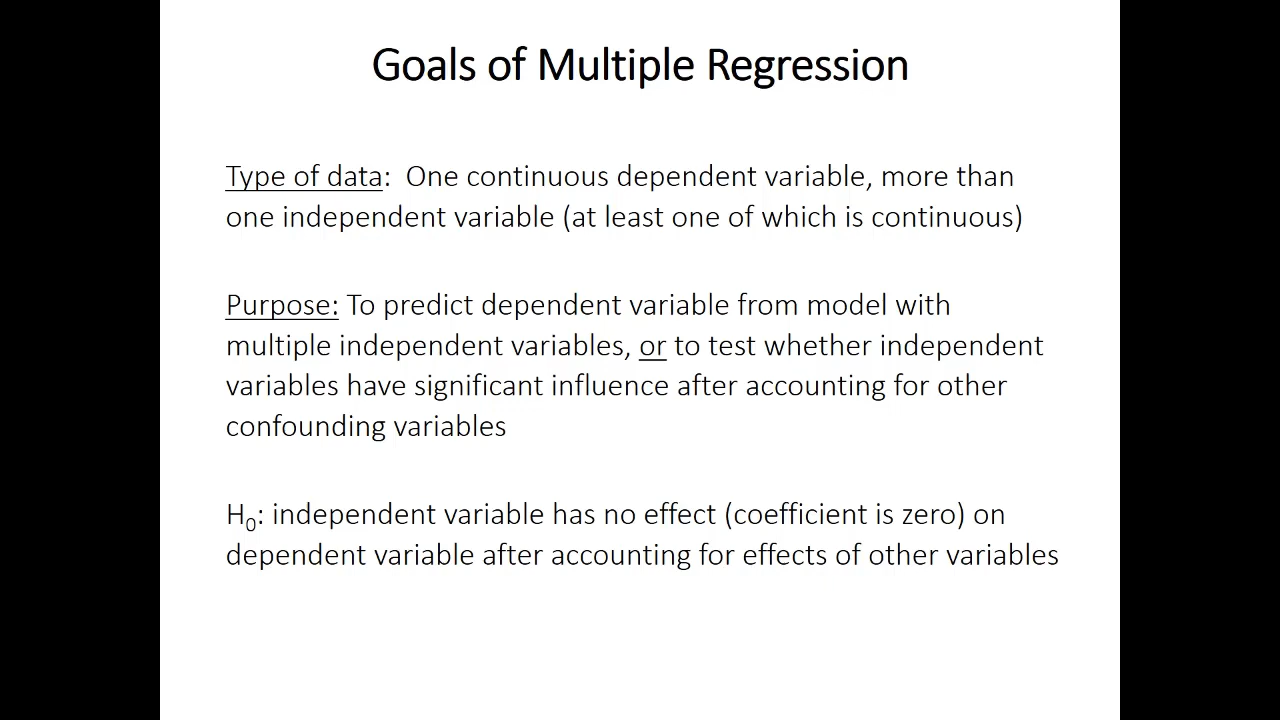 Goals of Multiple Regression
Type of data:  One continuous dependent variable, more than
one independent variable (at least one of which is continuous)
Purpose: To predict dependent variable from model with
multiple independent variables, or to test whether independent
variables have significant influence after accounting for other
confounding variables
H₀: independent variable has no effect (coefficient is zero) on
dependent variable after accounting for effects of other variables